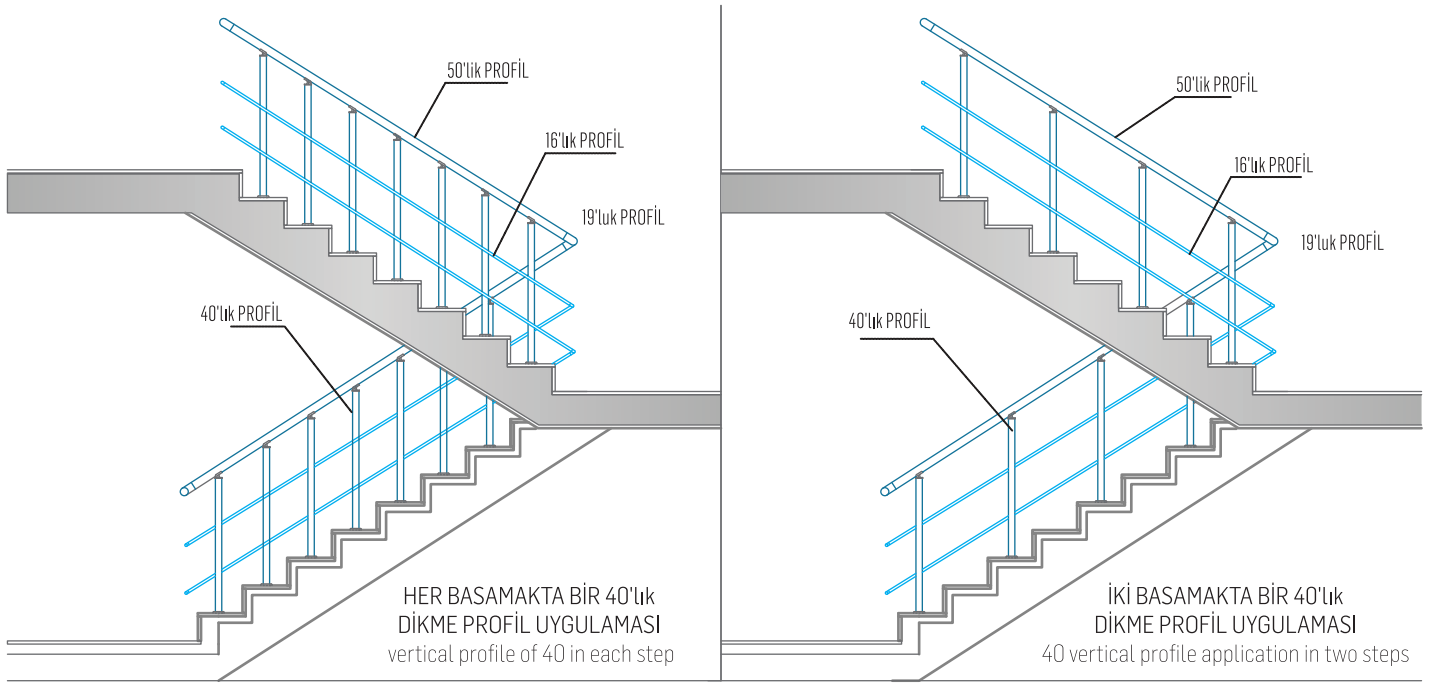 50'lik PROFİL
16'lık PROFİL
19'luk PROFİL
40'lık PROFİL
HER BASAMAKTA BİR 40'lık
DİKME PROFİL UYGULAMASI
vertical profile of 40 in each step
50'lik PROFİL
16'lık PROFİL
19'luk PROFİL
40'lık PROFİL
İKİ BASAMAKTA BİR 40'lık
DİKME PROFİL UYGULAMASI
40 vertical profile application in two steps